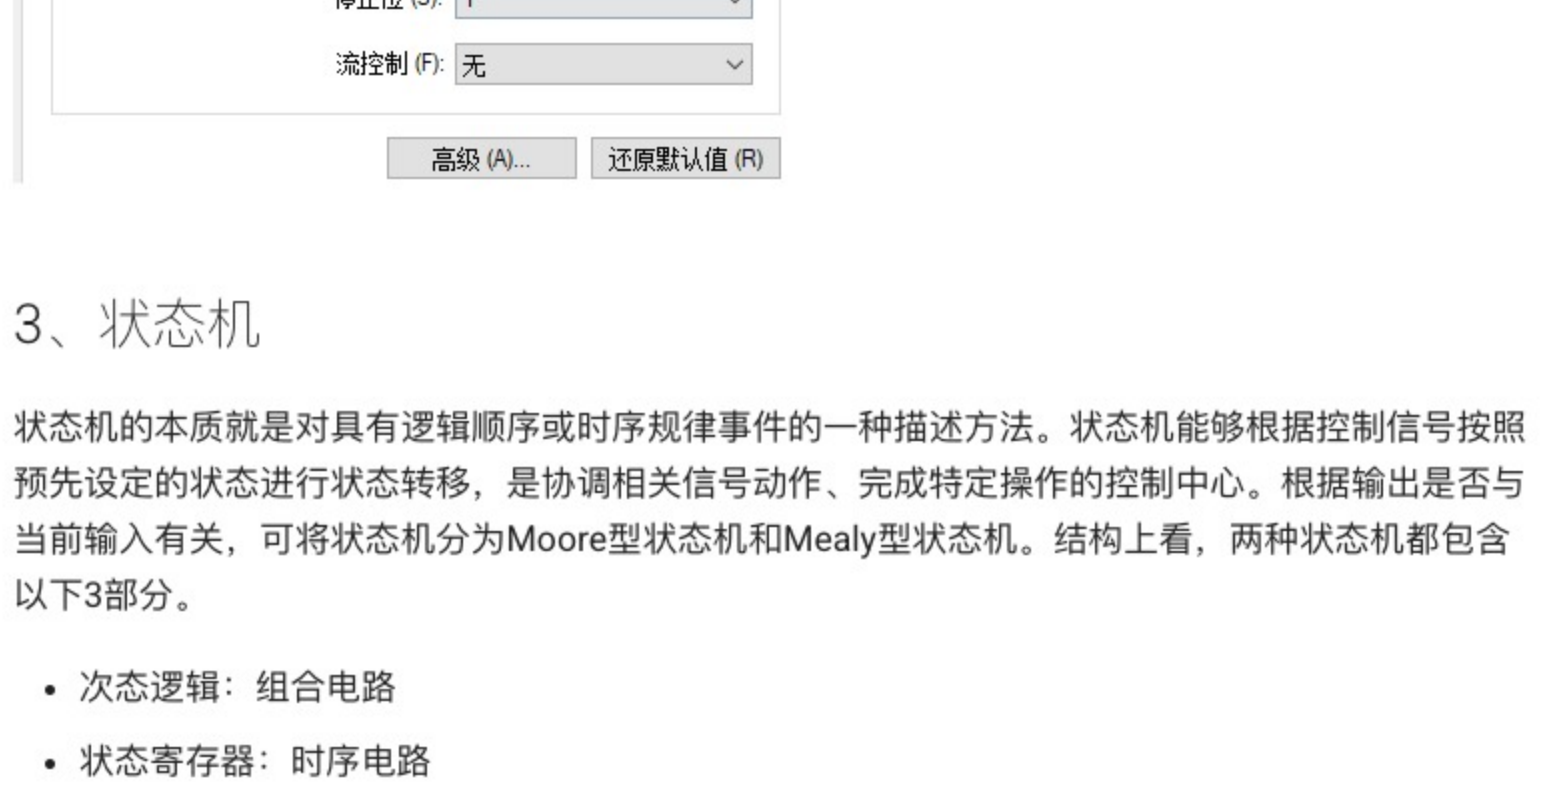 流控制 (F):
无
高级 (A)...
还原默认值 (R)
3、状态机
状态机的本质就是对具有逻辑顺序或时序规律事件的一种描述方法。状态机能够根据控制信号按照
预先设定的状态进行状态转移，是协调相关信号动作、完成特定操作的控制中心。根据输出是否与
当前输入有关，可将状态机分为Moore型状态机和Mealy型状态机。结构上看，两种状态机都包含
以下3部分。
• 次态逻辑：组合电路
• 状态寄存器：时序电路